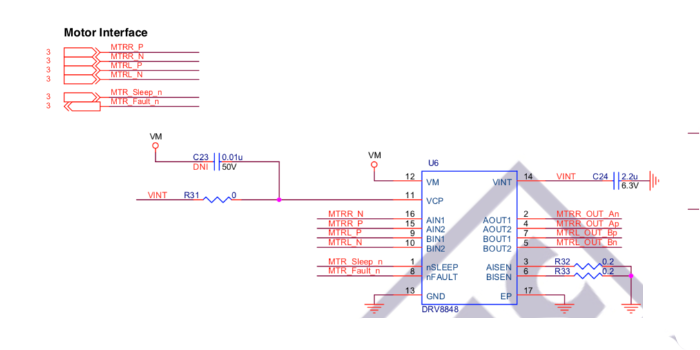 Motor Interface
3 MTRR_P
3 MTRR_N
3 MTRL_P
3 MTRL_N
3 MTR_Sleep_n
3 MTR_Fault_n
VM
C23 0.01u
DNI 50V
VINT R31 0
VM
U6
12 VM VINT 14 VINT C24 2.2u
6.3V
11 VCP
MTRR_N 16 AIN1 AOUT1 2 MTRR_OUT_An
MTRR_P 15 AIN2 AOUT2 4 MTRR_OUT_Ap
MTRL_P 9 BIN1 BOUT1 7 MTRL_OUT_Bp
MTRL_N 10 BIN2 BOUT2 5 MTRL_OUT_Bn
MTR_Sleep_n 1 nSLEEP AISEN 3 R32 0.2
MTR_Fault_n 8 nFAULT BISEN 6 R33 0.2
13 GND EP 17
DRV8848